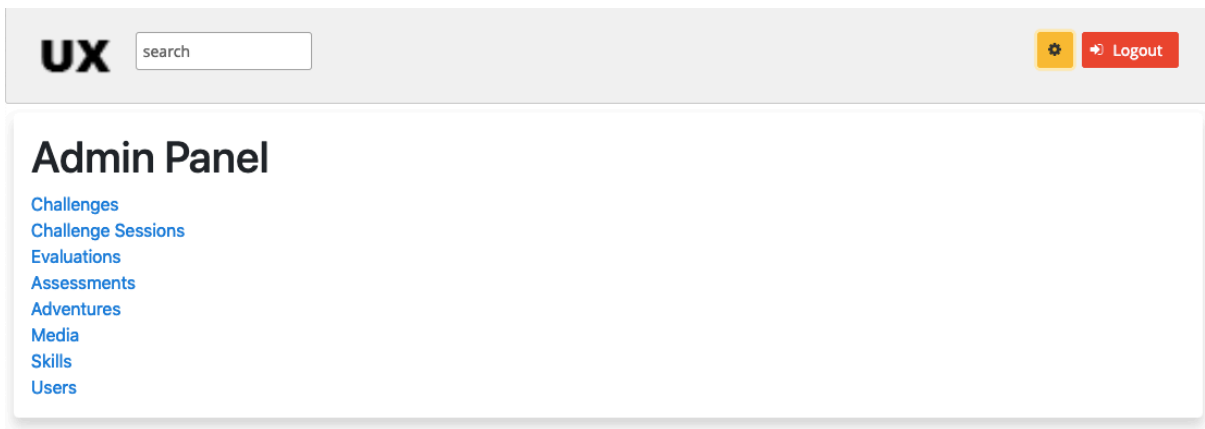 UX
search
Logout
Admin Panel
Challenges
Challenge Sessions
Evaluations
Assessments
Adventures
Media
Skills
Users